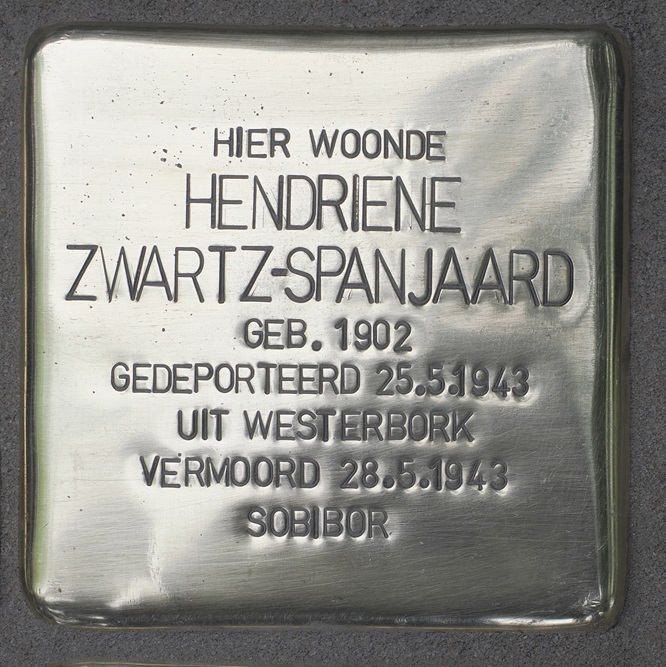 HIER WOONDE
HENDRIENE
ZWARTZ-SPANJAARD
GEB. 1902
GEDEPORTEERD 25.5.1943
UIT WESTERBORK
VERMOORD 28.5.1943
SOBIBOR